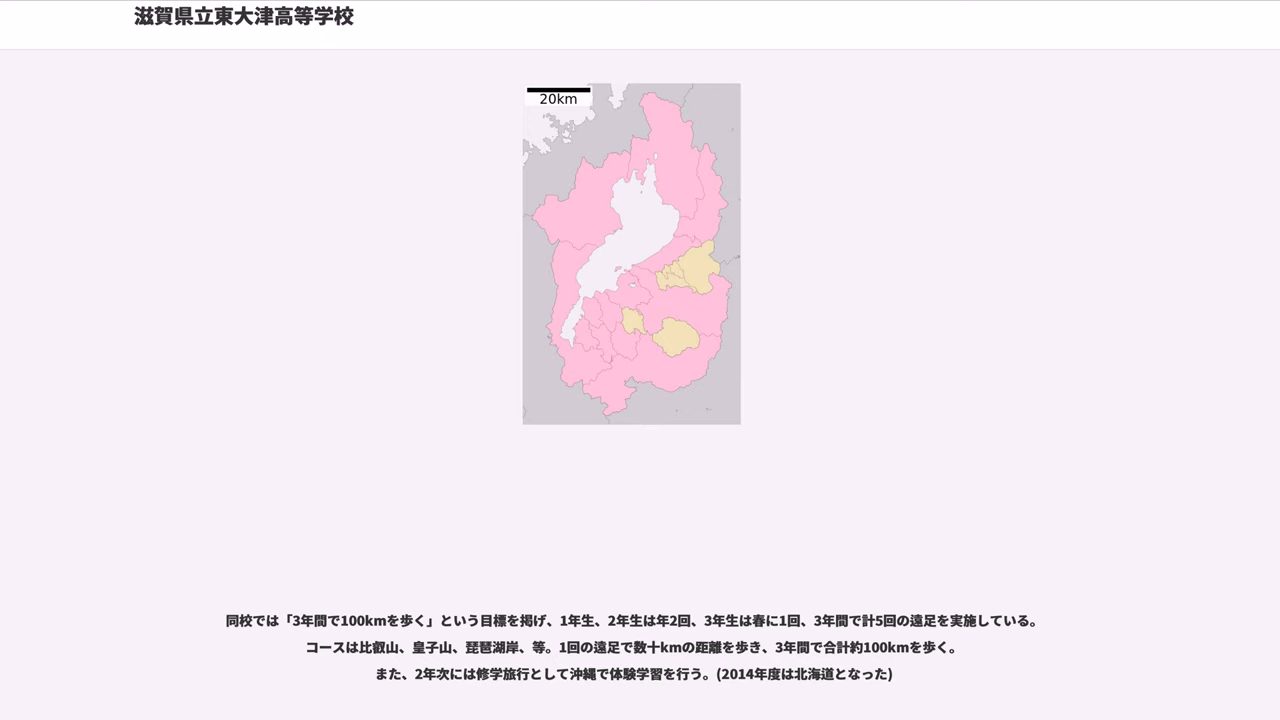 滋賀県立東大津高等学校
20km
同校では「3年間で100kmを歩く」という目標を掲げ、1年生、2年生は年2回、3年生は春に1回、3年間で計5回の遠足を実施している。
コースは比叡山、皇子山、琵琶湖岸、等。1回の遠足で数十kmの距離を歩き、3年間で合計約100kmを歩く。
また、2年次には修学旅行として沖縄で体験学習を行う。(2014年度は北海道となった)